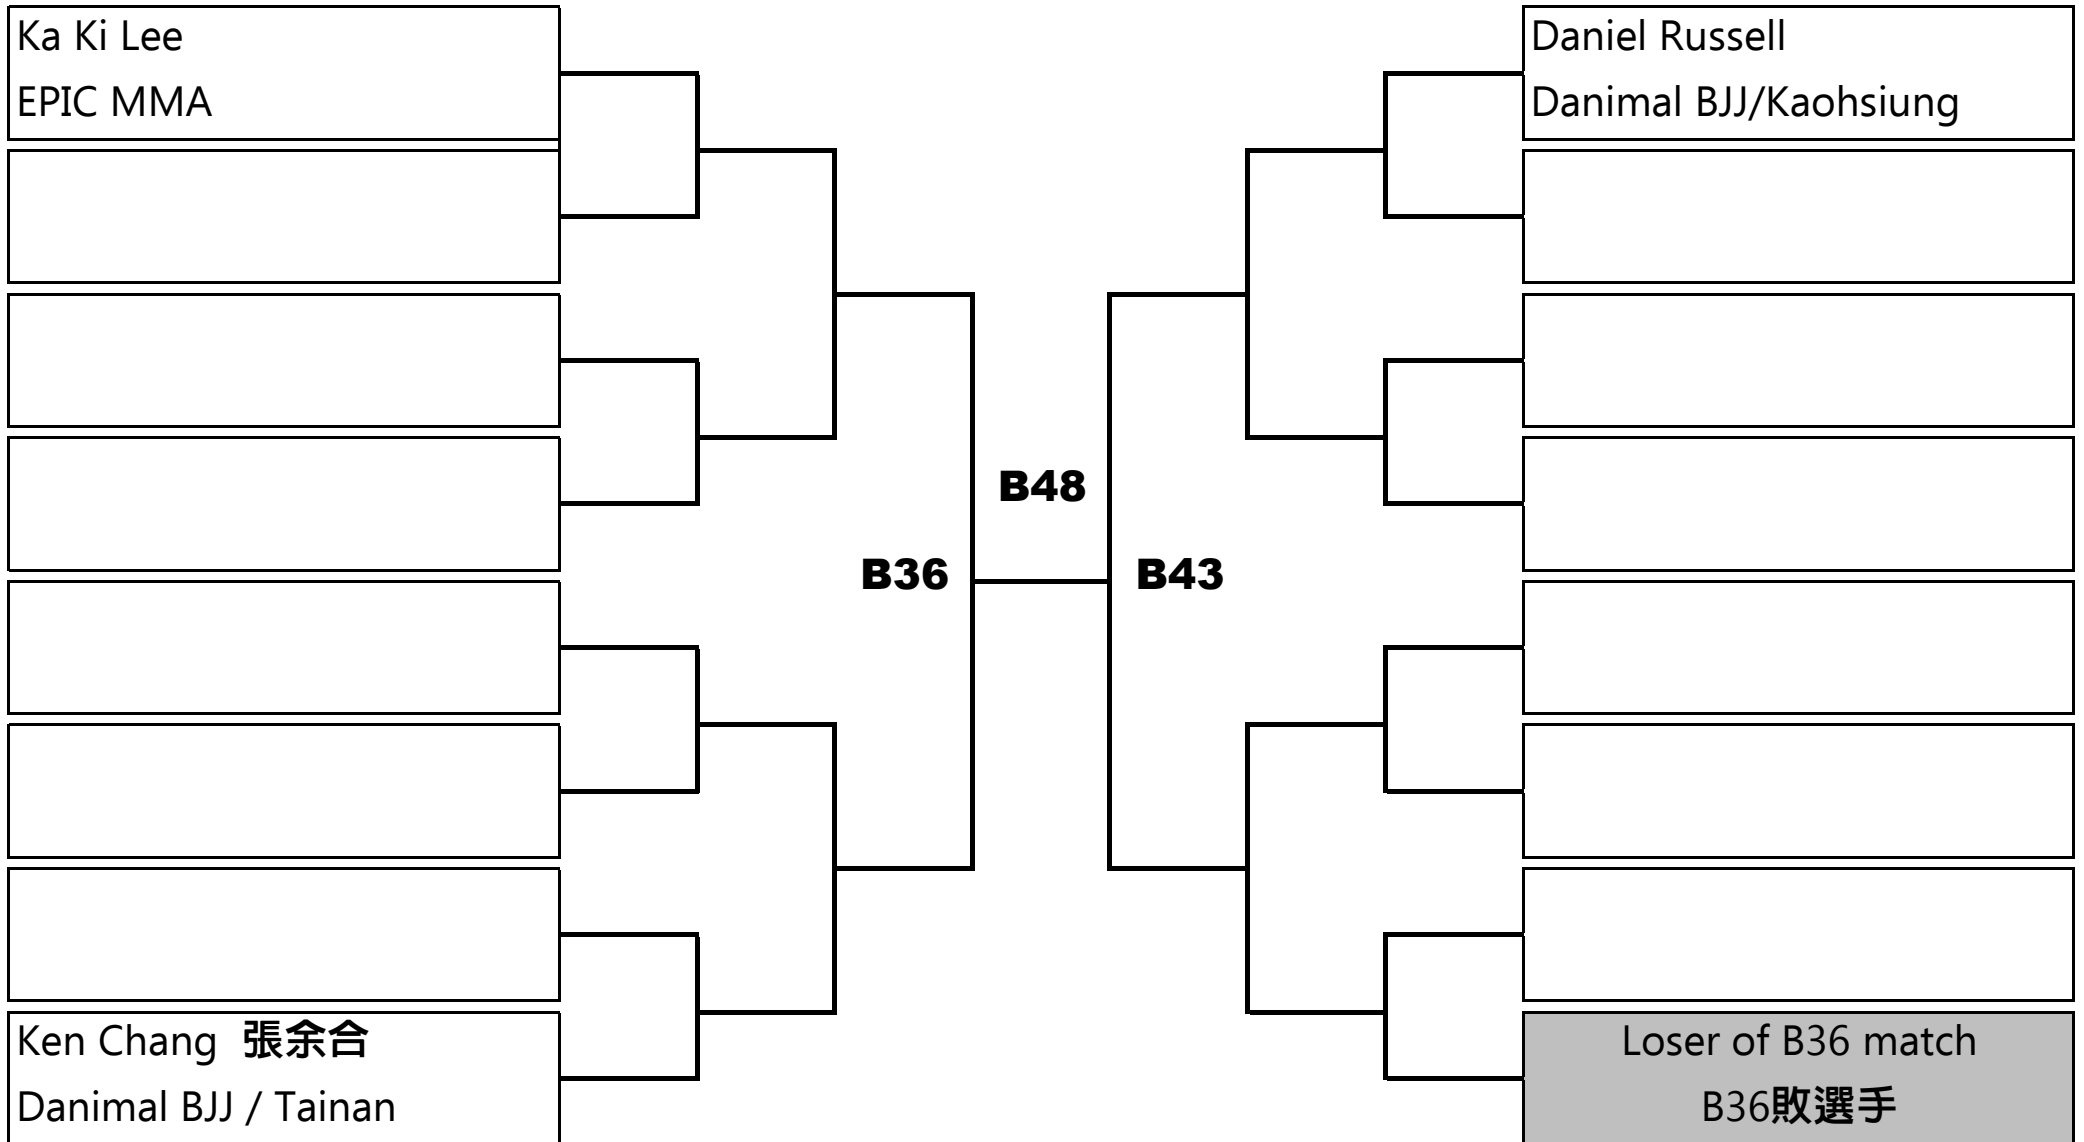 Ka Ki Lee
EPIC MMA
Daniel Russell
Danimal BJJ/Kaohsiung
B48
B36
B43
Ken Chang 張余合
Danimal BJJ / Tainan
Loser of B36 match
B36敗選手